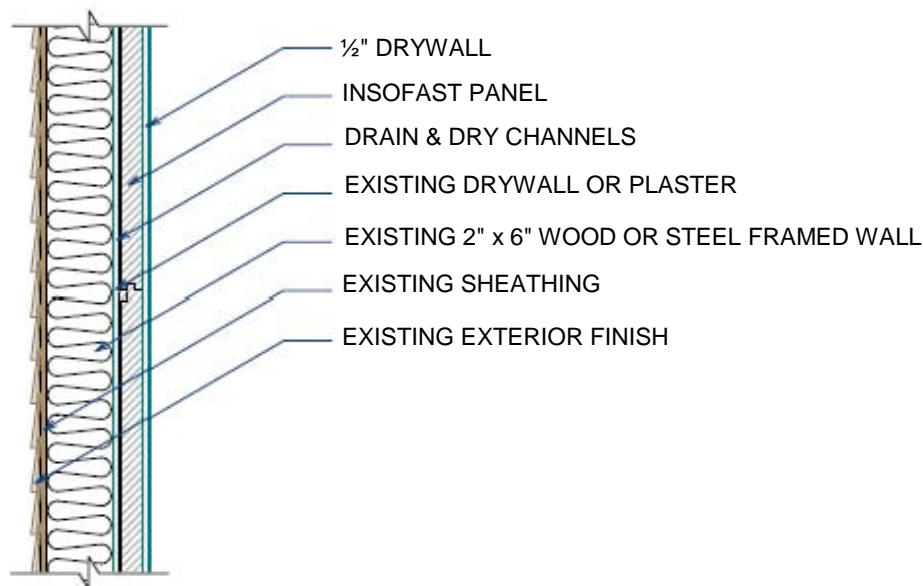 ½" DRYWALL
INSOFAST PANEL
DRAIN & DRY CHANNELS
EXISTING DRYWALL OR PLASTER
EXISTING 2" x 6" WOOD OR STEEL FRAMED WALL
EXISTING SHEATHING
EXISTING EXTERIOR FINISH